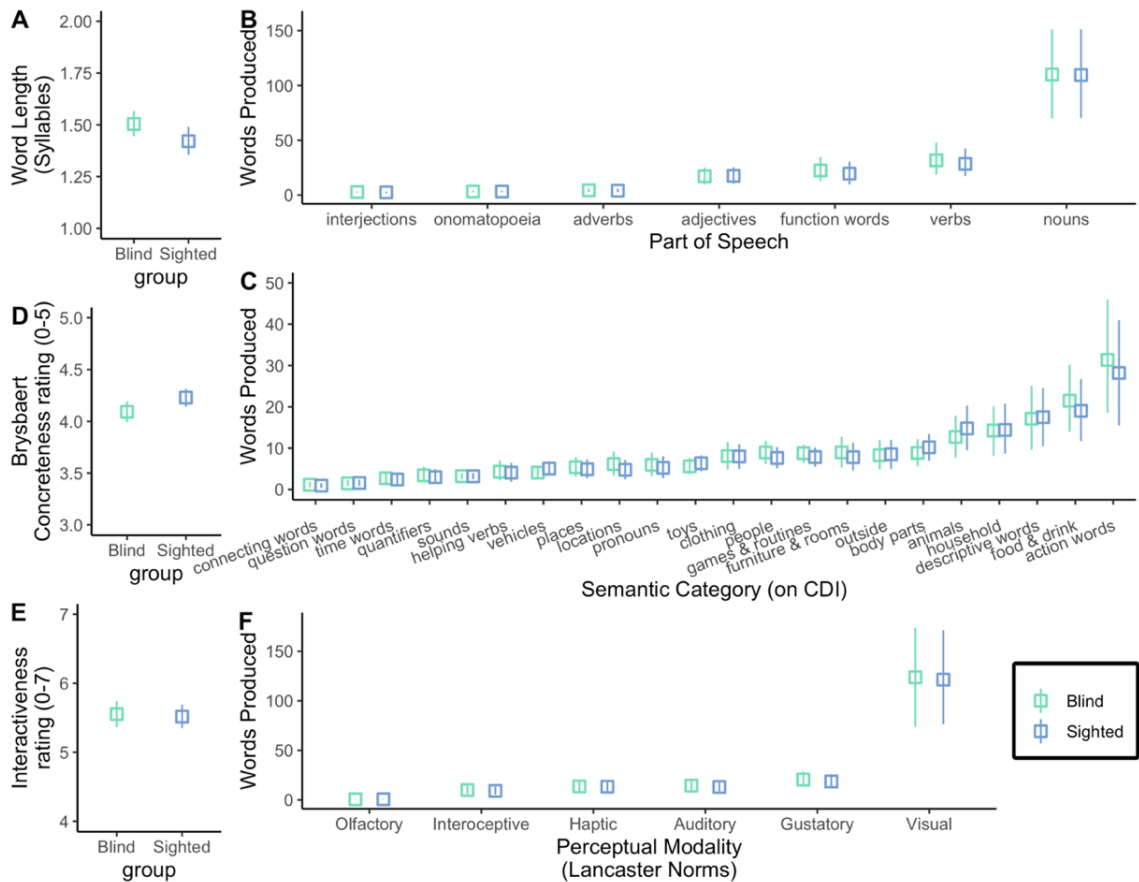 A
2.00
1.75
1.50
1.25
1.00
Word Length
(Syllables)
Blind Sighted
group
B
150
100
50
0
Words Produced
interjections onomatopoeia adverbs adjectives function words verbs nouns
Part of Speech
D
5.0
4.5
4.0
3.5
3.0
Brysbaert
Concreteness rating (0-5)
Blind Sighted
group
C
50
40
30
20
10
0
Words Produced
connecting words
question words
time words
quantifiers
sounds
helping verbs
vehicles
places
locations
pronouns
toys
clothing
people
games & routines
furniture & rooms
outside
body parts
animals
household
descriptive words
food & drink
action words
Semantic Category (on CDI)
E
7
6
5
4
Interactiveness
rating (0-7)
Blind Sighted
group
F
150
100
50
0
Words Produced
Olfactory Interoceptive Haptic Auditory Gustatory Visual
Perceptual Modality
(Lancaster Norms)
Blind
Sighted